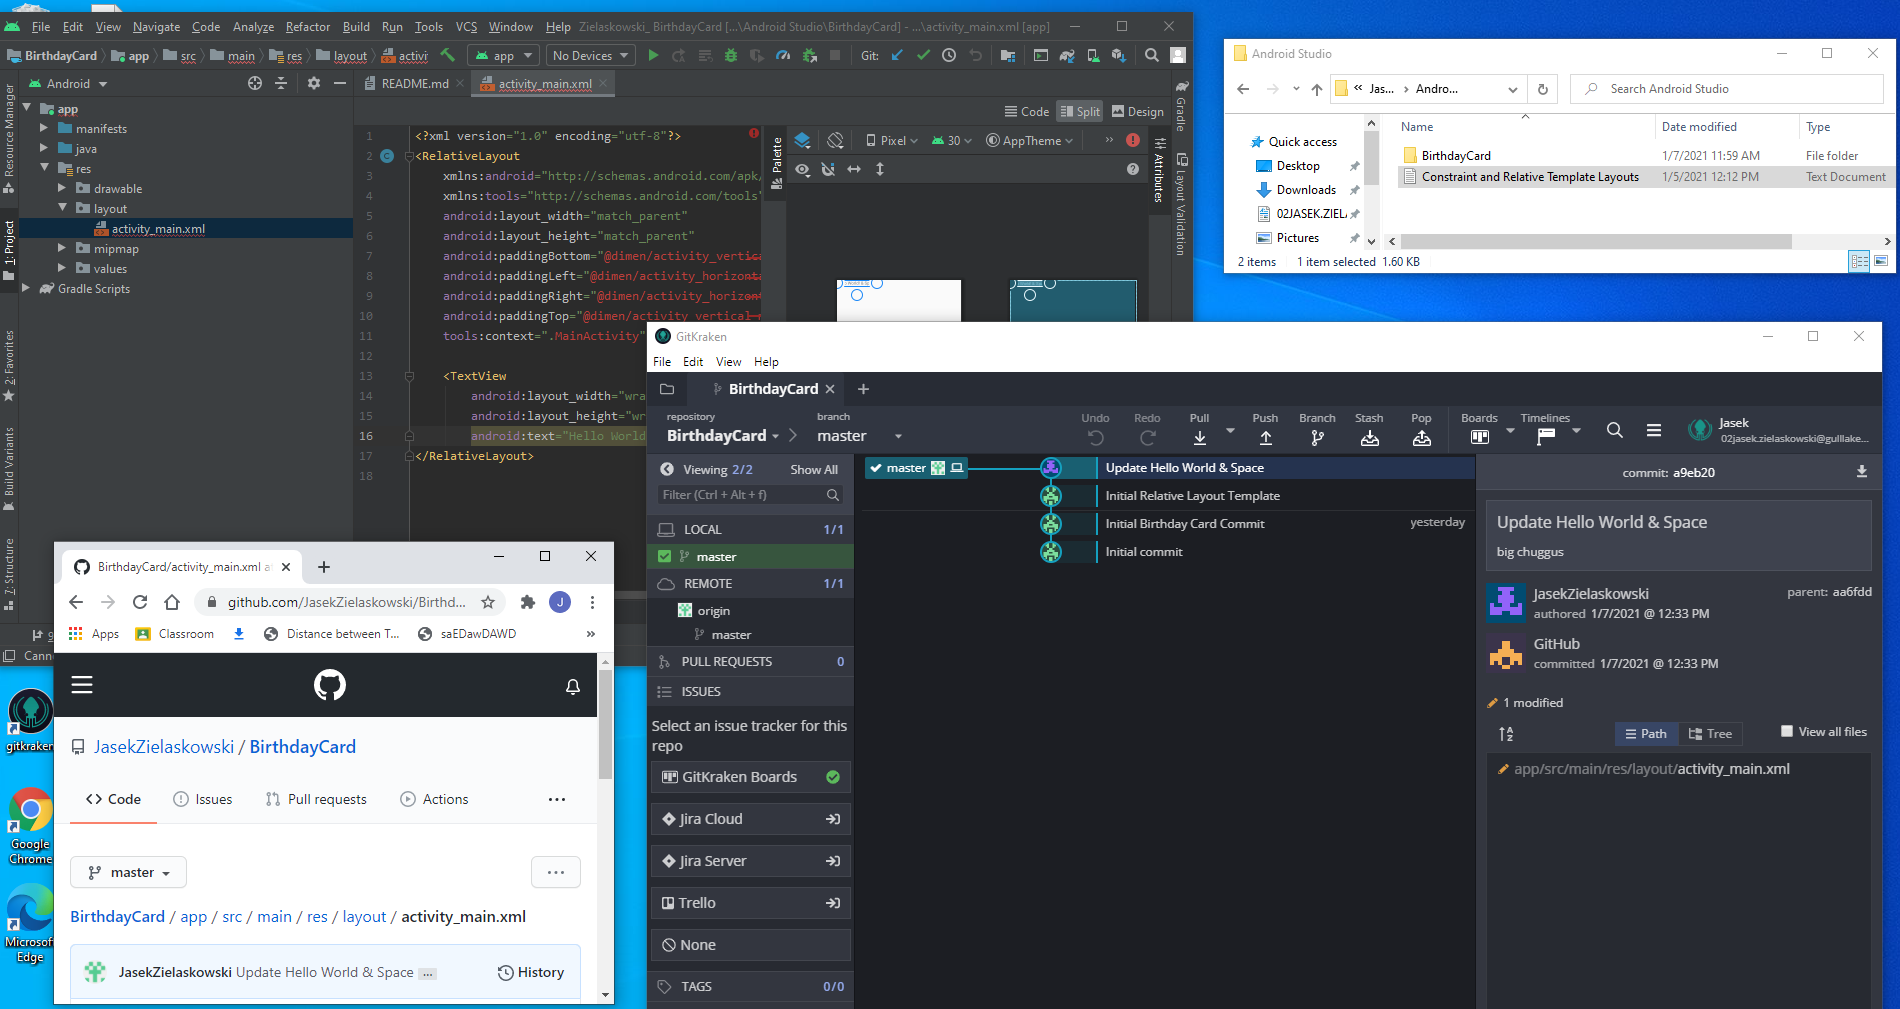 File Edit View Navigate Code Analyze Refactor Build Run Tools VCS Window Help Zielaskowski_ BirthdayCard [...\Android Studio\BirthdayCard] - ...\activity_main.xml [app]
BirthdayCard app src main res layout activi app No Devices Git:
Android README.md activity_main.xml
Code Split Design
Resource Manager
1: Project
2: Favorites
Build Variants
7: Structure
app
manifests
java
res
drawable
layout
activity_main.xml
mipmap
values
Gradle Scripts
1 <?xml version="1.0" encoding="utf-8"?>
2 <RelativeLayout
3 xmlns:android="http://schemas.android.com/apk/
4 xmlns:tools="http://schemas.android.com/tools"
5 android:layout_width="match_parent"
6 android:layout_height="match_parent"
7 android:paddingBottom="@dimen/activity_vertica
8 android:paddingLeft="@dimen/activity_horizonta
9 android:paddingRight="@dimen/activity_horizont
10 android:paddingTop="@dimen/activity_vertical_m
11 tools:context=".MainActivity"
12
13 <TextView
14 android:layout_width="wra
15 android:layout_height="wr
16 android:text="Hello World
17 </RelativeLayout>
18
Palette
Pixel 30 AppTheme
Attributes
Gradle
Layout Validation
Cann
Android Studio
Jas... Andro... Search Android Studio
Name Date modified Type
Quick access
Desktop
Downloads
02JASEK.ZIEL
Pictures
BirthdayCard 1/7/2021 11:59 AM File folder
Constraint and Relative Template Layouts 1/5/2021 12:12 PM Text Document
2 items 1 item selected 1.60 KB
GitKraken
File Edit View Help
BirthdayCard
repository branch
BirthdayCard master
Undo Redo Pull Push Branch Stash Pop Boards Timelines
Jasek
02jasek.zielaskowski@gulllake...
Viewing 2/2 Show All
Filter (Ctrl + Alt + f)
LOCAL 1/1
master
REMOTE 1/1
origin
master
PULL REQUESTS 0
ISSUES
Select an issue tracker for this
repo
GitKraken Boards
Jira Cloud
Jira Server
Trello
None
TAGS 0/0
master Update Hello World & Space
Initial Relative Layout Template
Initial Birthday Card Commit yesterday
Initial commit
commit: a9eb20
Update Hello World & Space
big chuggus
JasekZielaskowski parent: aa6fdd
authored 1/7/2021 @ 12:33 PM
GitHub
committed 1/7/2021 @ 12:33 PM
1 modified
Path Tree View all files
app/src/main/res/layout/activity_main.xml
BirthdayCard/activity_main.xml a
github.com/JasekZielaskowski/Birthd... J
Apps Classroom Distance between T... saEDawDAWD
JasekZielaskowski / BirthdayCard
Code Issues Pull requests Actions
master
BirthdayCard / app / src / main / res / layout / activity_main.xml
JasekZielaskowski Update Hello World & Space ... History
gitkraken
Google
Chrome
Microsof
Edge